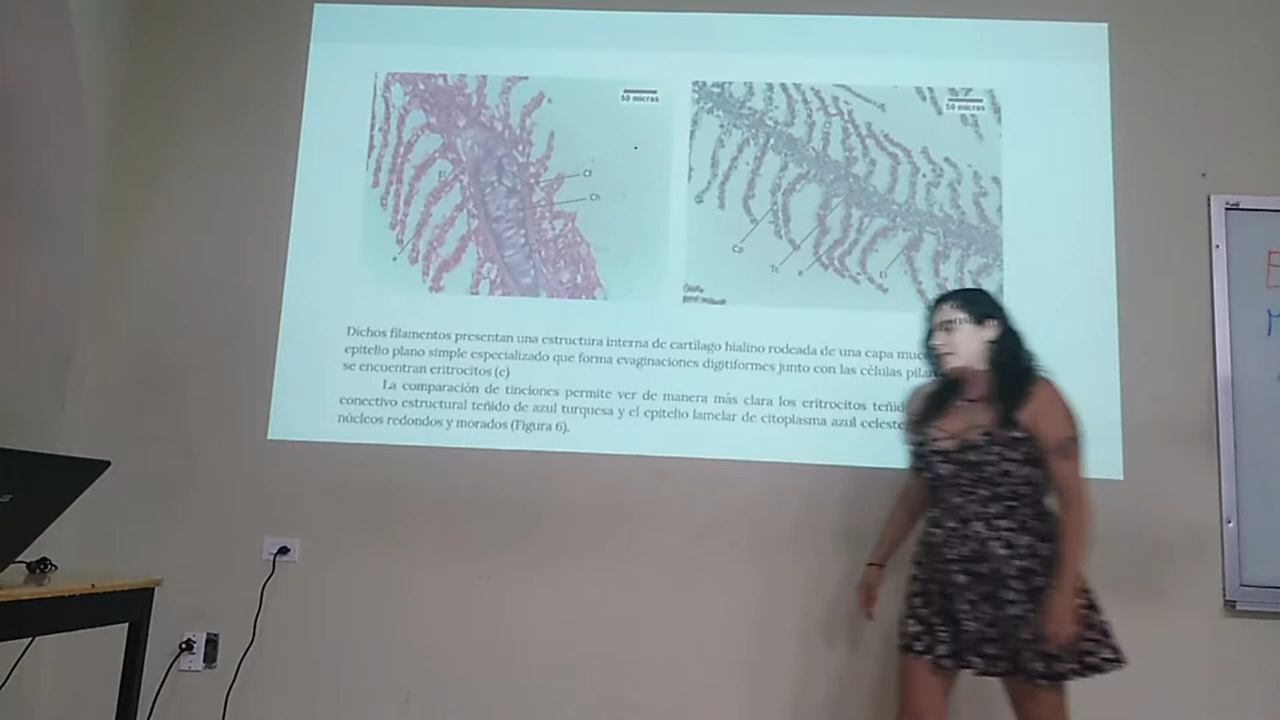 50 micras
50 micras
El
Cf
Ch
e
Cp
Tc
e
El
Dichos filamentos presentan una estructura interna de cartílago hialino rodeada de una capa
epitelio plano simple especializado que forma evaginaciones digitiformes junto con las células
se encuentran eritrocitos (e)
La comparación de tinciones permite ver de manera más clara los eritrocitos
conectivo estructural teñido de azul turquesa y el epitelio lamelar de citoplasma azul celeste
núcleos redondos y morados (Figura 6).